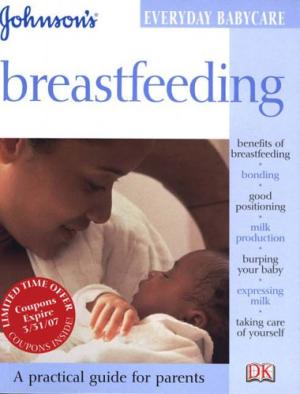 Johnson's®
EVERYDAY BABYCARE
breastfeeding
benefits of
breastfeeding
bonding
good
positioning
milk
production
burping
your baby
expressing
milk
taking care
of yourself
LIMITED TIME OFFER
Coupons
Expire
3/31/07
COUPONS INSIDE
DK
A practical guide for parents